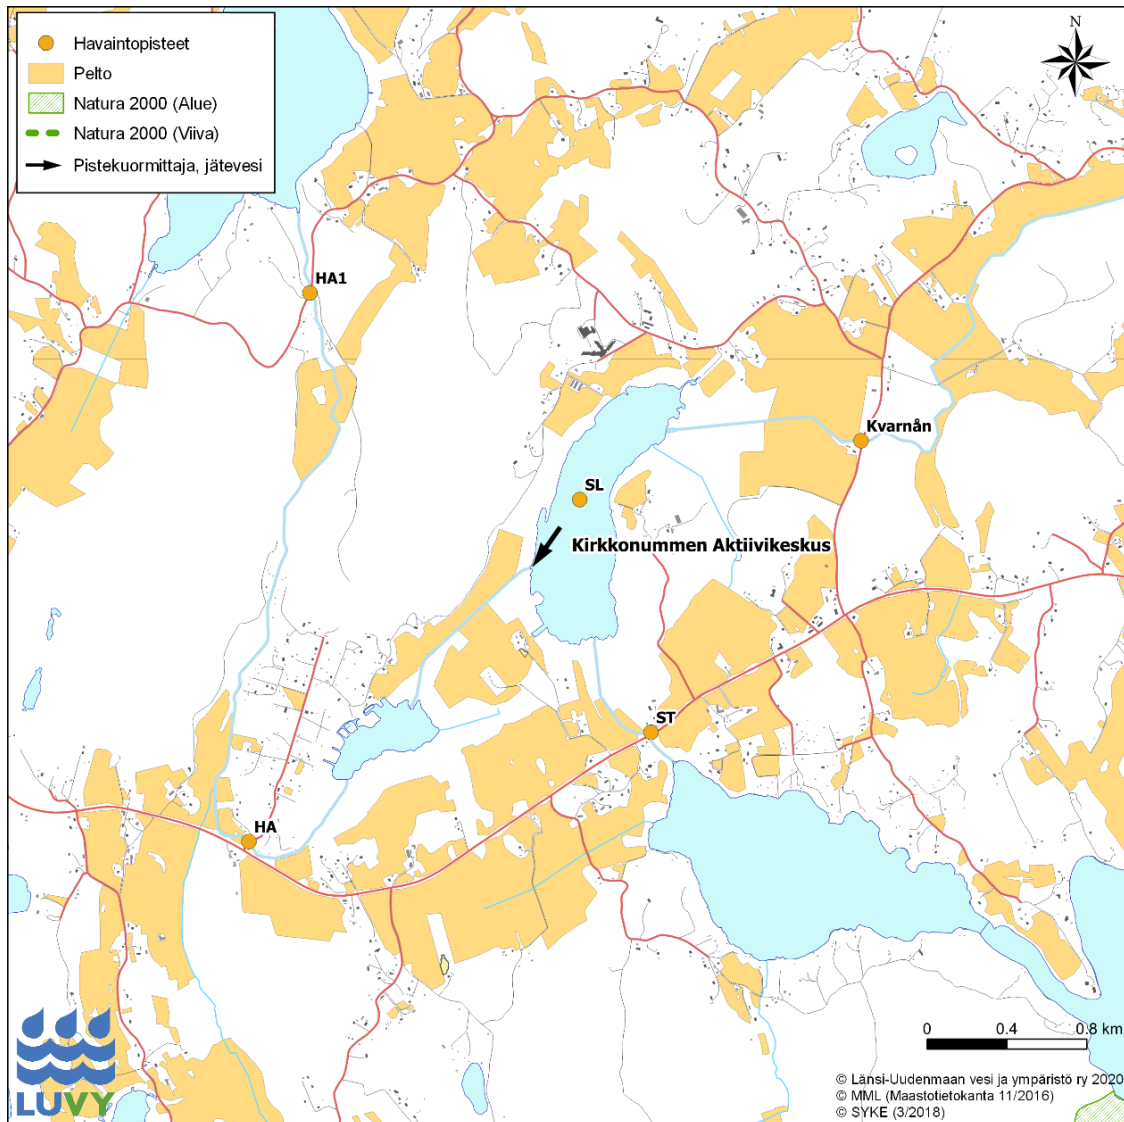 Havaintopisteet
Pelto
Natura 2000 (Alue)
Natura 2000 (Viiva)
Pistekuormittaja, jätevesi
N
HA1
Kvarnån
SL
Kirkkonummen Aktiivikeskus
ST
HA
0 0.4 0.8 km
LUVY
© Länsi-Uudenmaan vesi ja ympäristö ry 2020
© MML (Maastotietokanta 11/2016)
© SYKE (3/2018)